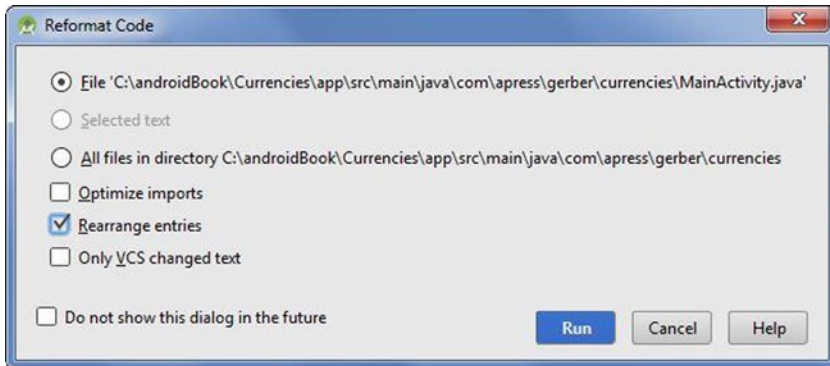 Reformat Code
File 'C:\androidBook\Currencies\app\src\main\java\com\apress\gerber\currencies\MainActivity.java'
Selected text
All files in directory C:\androidBook\Currencies\app\src\main\java\com\apress\gerber\currencies
Optimize imports
Rearrange entries
Only VCS changed text
Do not show this dialog in the future
Run Cancel Help